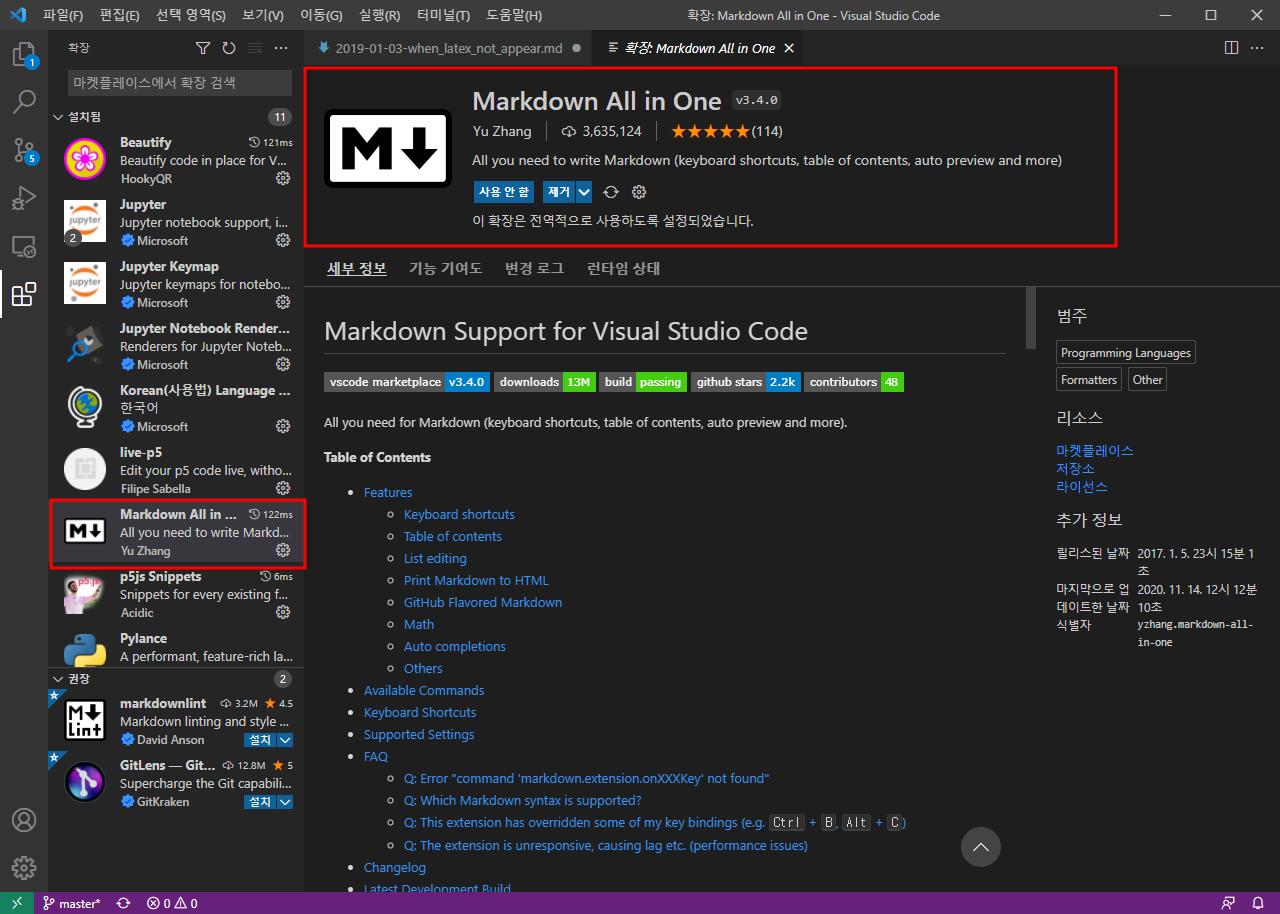 파일(F) 편집(E) 선택 영역(S) 보기(V) 이동(G) 실행(R) 터미널(T) 도움말(H) 확장: Markdown All in One - Visual Studio Code
확장
2019-01-03-when_latex_not_appear.md
확장: Markdown All in One
1
5
마켓플레이스에서 확장 검색
설치됨 11
Beautify 121ms
Beautify code in place for V...
HookyQR
Jupyter
Jupyter notebook support, i...
2 Microsoft
Jupyter Keymap
Jupyter keymaps for notebo...
Microsoft
Jupyter Notebook Render...
Renderers for Jupyter Noteb...
Microsoft
Korean(사용법) Language ...
한국어
Microsoft
live-p5
Edit your p5 code live, witho...
Filipe Sabella
Markdown All in ... 122ms
All you need to write Markd...
Yu Zhang
p5js Snippets 6ms
Snippets for every existing f...
Acidic
Pylance
A performant, feature-rich la...
권장 2
markdownlint 3.2M 4.5
Markdown linting and style ...
David Anson 설치
GitLens — Git... 12.8M 5
Supercharge the Git capabili...
GitKraken 설치
Markdown All in One v3.4.0
Yu Zhang 3,635,124 (114)
All you need to write Markdown (keyboard shortcuts, table of contents, auto preview and more)
사용 안 함 제거
이 확장은 전역적으로 사용하도록 설정되었습니다.
세부 정보 기능 기여도 변경 로그 런타임 상태
Markdown Support for Visual Studio Code
vscode marketplace v3.4.0 downloads 13M build passing github stars 2.2k contributors 48
All you need for Markdown (keyboard shortcuts, table of contents, auto preview and more).
Table of Contents
Features
Keyboard shortcuts
Table of contents
List editing
Print Markdown to HTML
GitHub Flavored Markdown
Math
Auto completions
Others
Available Commands
Keyboard Shortcuts
Supported Settings
FAQ
Q: Error "command 'markdown.extension.onXXXKey' not found"
Q: Which Markdown syntax is supported?
Q: This extension has overridden some of my key bindings (e.g. Ctrl + B, Alt + C)
Q: The extension is unresponsive, causing lag etc. (performance issues)
Changelog
Latest Development Build
범주
Programming Languages
Formatters Other
리소스
마켓플레이스
저장소
라이선스
추가 정보
릴리스된 날짜 2017. 1. 5. 23시 15분 1
초
마지막으로 업 2020. 11. 14. 12시 12분
데이트한 날짜 10초
식별자 yzhang.markdown-all-
in-one
master* 0 0